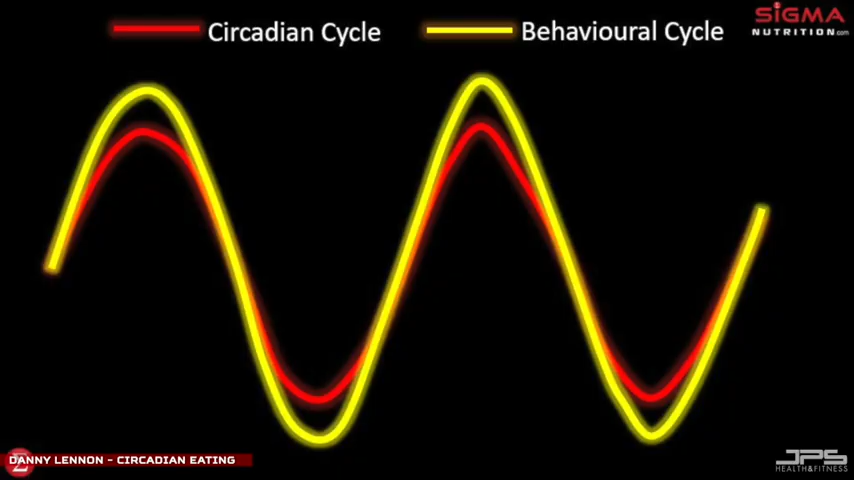 Circadian Cycle
Behavioural Cycle
SIGMA
NUTRITION.com
DANNY LENNON - CIRCADIAN EATING
JPS
HEALTH&FITNESS